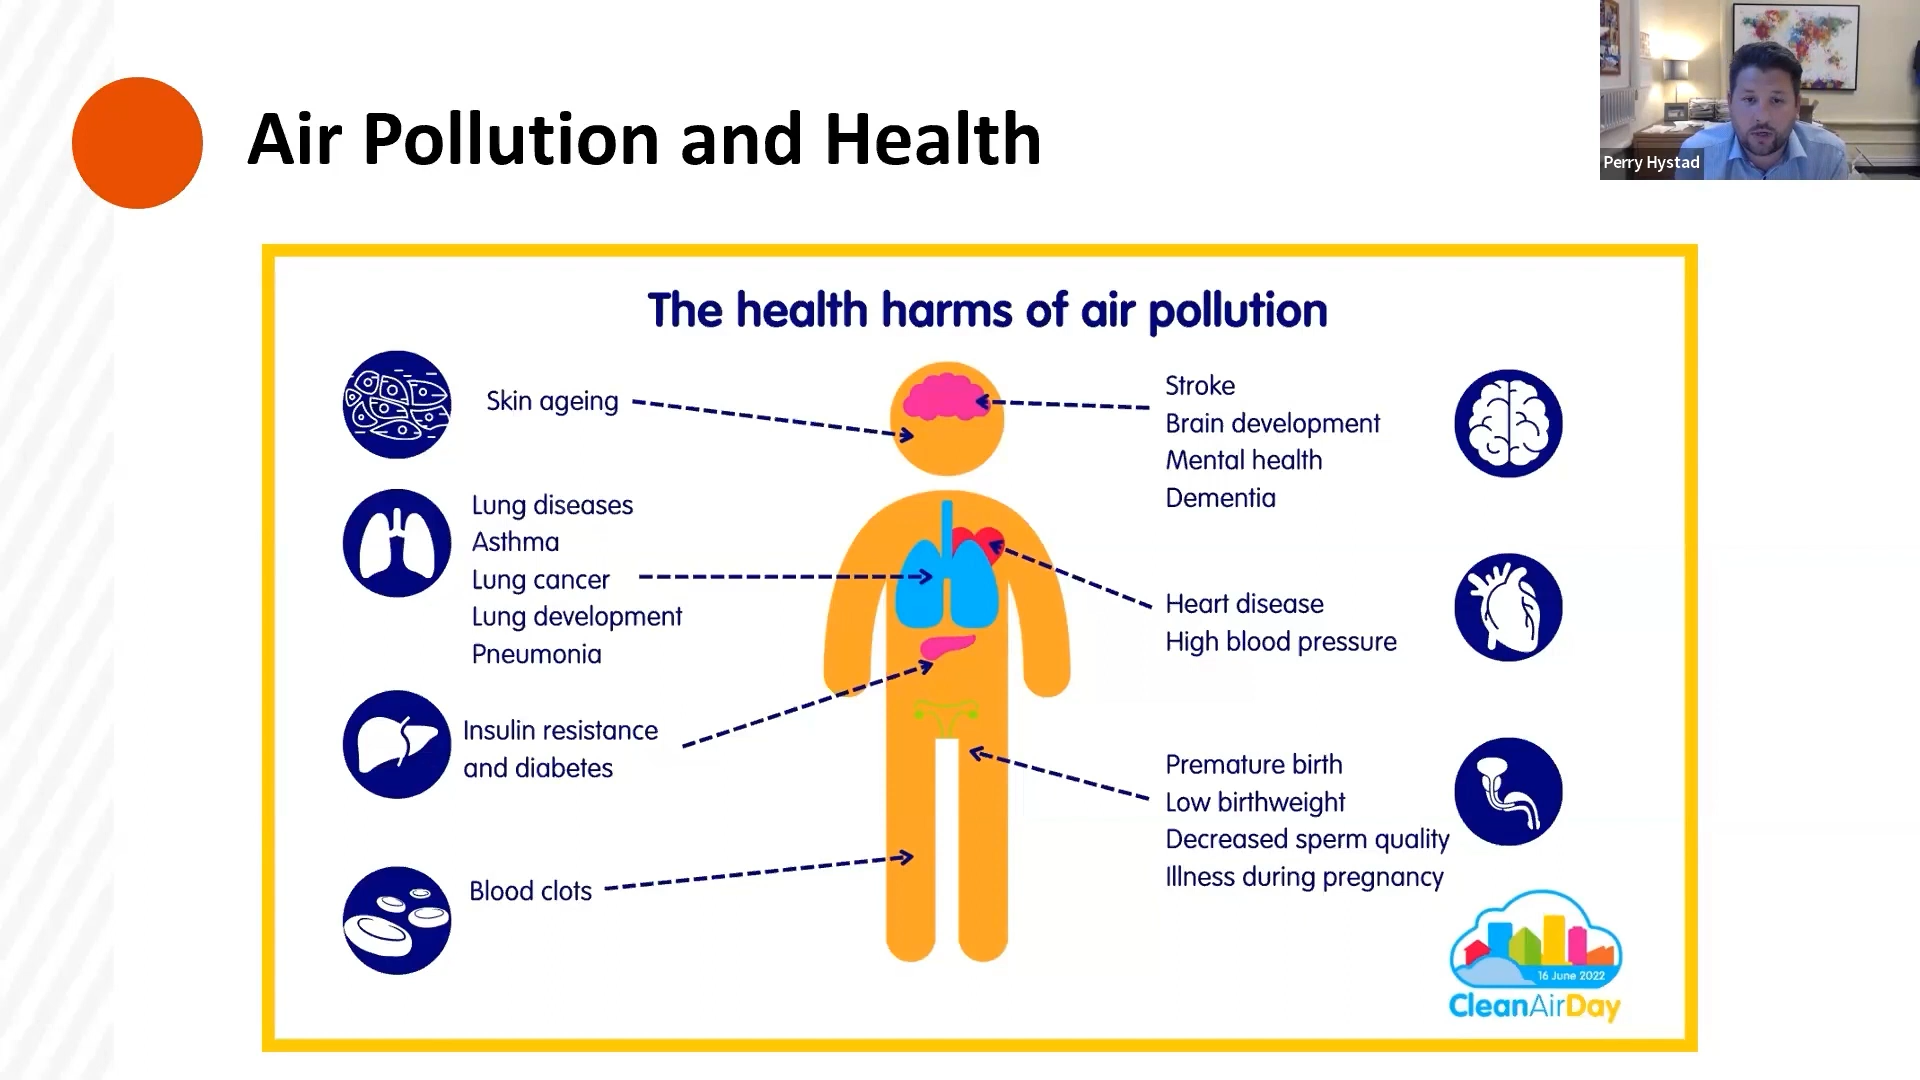 Air Pollution and Health
Perry Hystad
The health harms of air pollution
Skin ageing
Lung diseases
Asthma
Lung cancer
Lung development
Pneumonia
Insulin resistance
and diabetes
Blood clots
Stroke
Brain development
Mental health
Dementia
Heart disease
High blood pressure
Premature birth
Low birthweight
Decreased sperm quality
Illness during pregnancy
16 June 2022
CleanAirDay